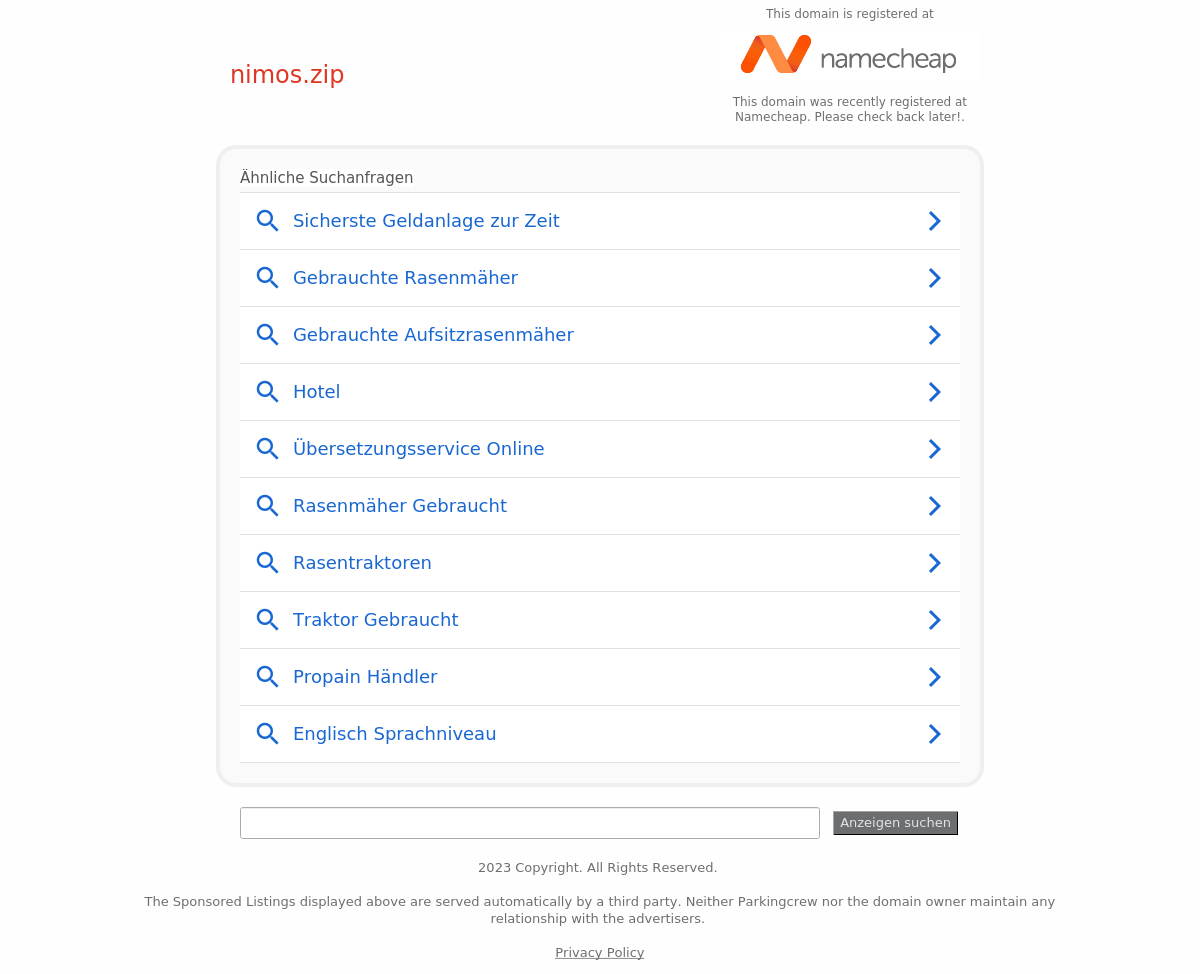 This domain is registered at
namecheap
nimos.zip
This domain was recently registered at
Namecheap. Please check back later!.
Ähnliche Suchanfragen
Sicherste Geldanlage zur Zeit
Gebrauchte Rasenmäher
Gebrauchte Aufsitzrasenmäher
Hotel
Übersetzungsservice Online
Rasenmäher Gebraucht
Rasentraktoren
Traktor Gebraucht
Propain Händler
Englisch Sprachniveau
Anzeigen suchen
2023 Copyright. All Rights Reserved.
The Sponsored Listings displayed above are served automatically by a third party. Neither Parkingcrew nor the domain owner maintain any
relationship with the advertisers.
Privacy Policy